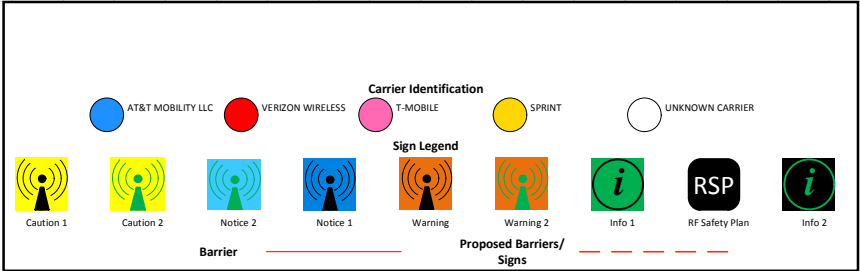 Carrier Identification
AT&T MOBILITY LLC
VERIZON WIRELESS
T-MOBILE
SPRINT
UNKNOWN CARRIER
Sign Legend
i
RSP
i
Caution 1
Caution 2
Notice 2
Notice 1
Warning
Warning 2
Info 1
RF Safety Plan
Info 2
Barrier
Proposed Barriers/
Signs